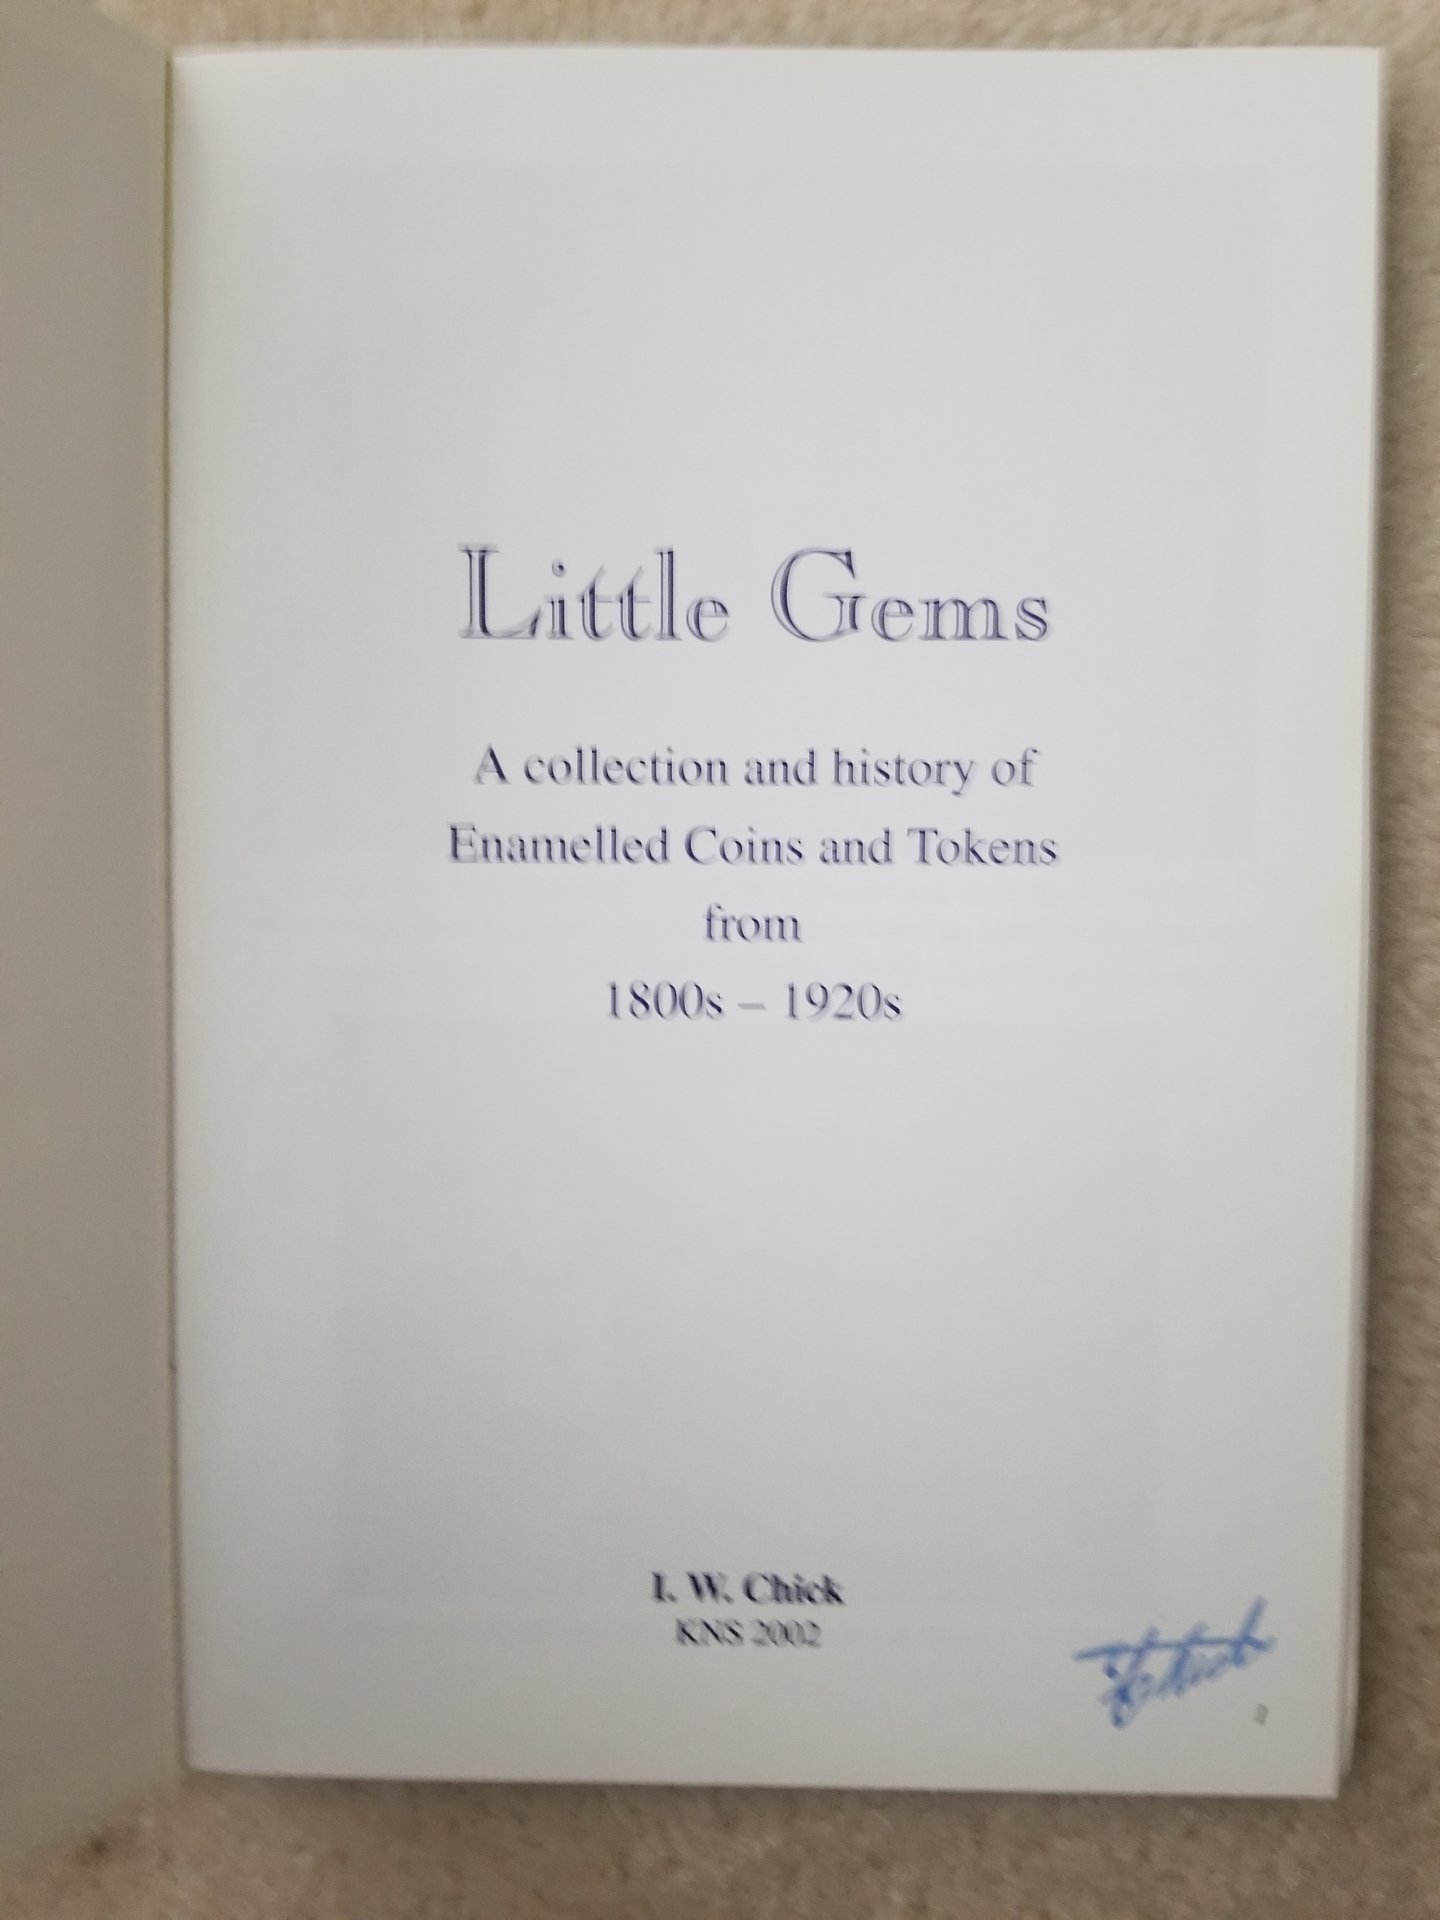 Little Gems
A collection and history of
Enamelled Coins and Tokens
from
1800s – 1920s
I. W. Chick
KNS 2002